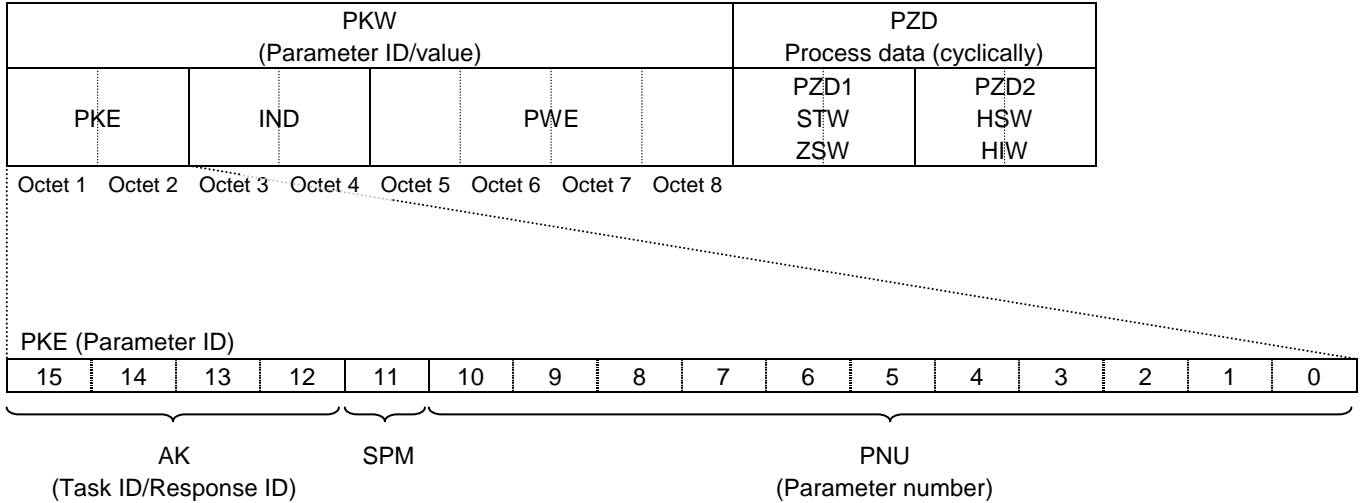 PKW
(Parameter ID/value)
PZD
Process data (cyclically)
PKE
IND
PWE
PZD1
STW
ZSW
PZD2
HSW
HIW
Octet 1 Octet 2 Octet 3 Octet 4 Octet 5 Octet 6 Octet 7 Octet 8
PKE (Parameter ID)
15 14 13 12 11 10 9 8 7 6 5 4 3 2 1 0
AK
(Task ID/Response ID)
SPM
PNU
(Parameter number)